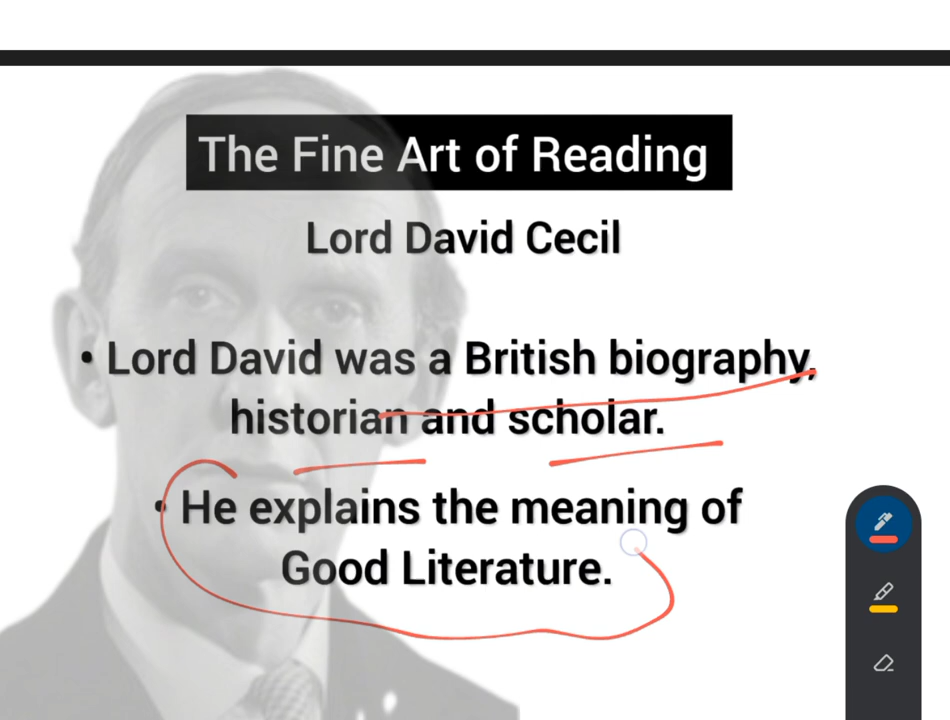 The Fine Art of Reading
Lord David Cecil
• Lord David was a British biography,
historian and scholar.
• He explains the meaning of
Good Literature.